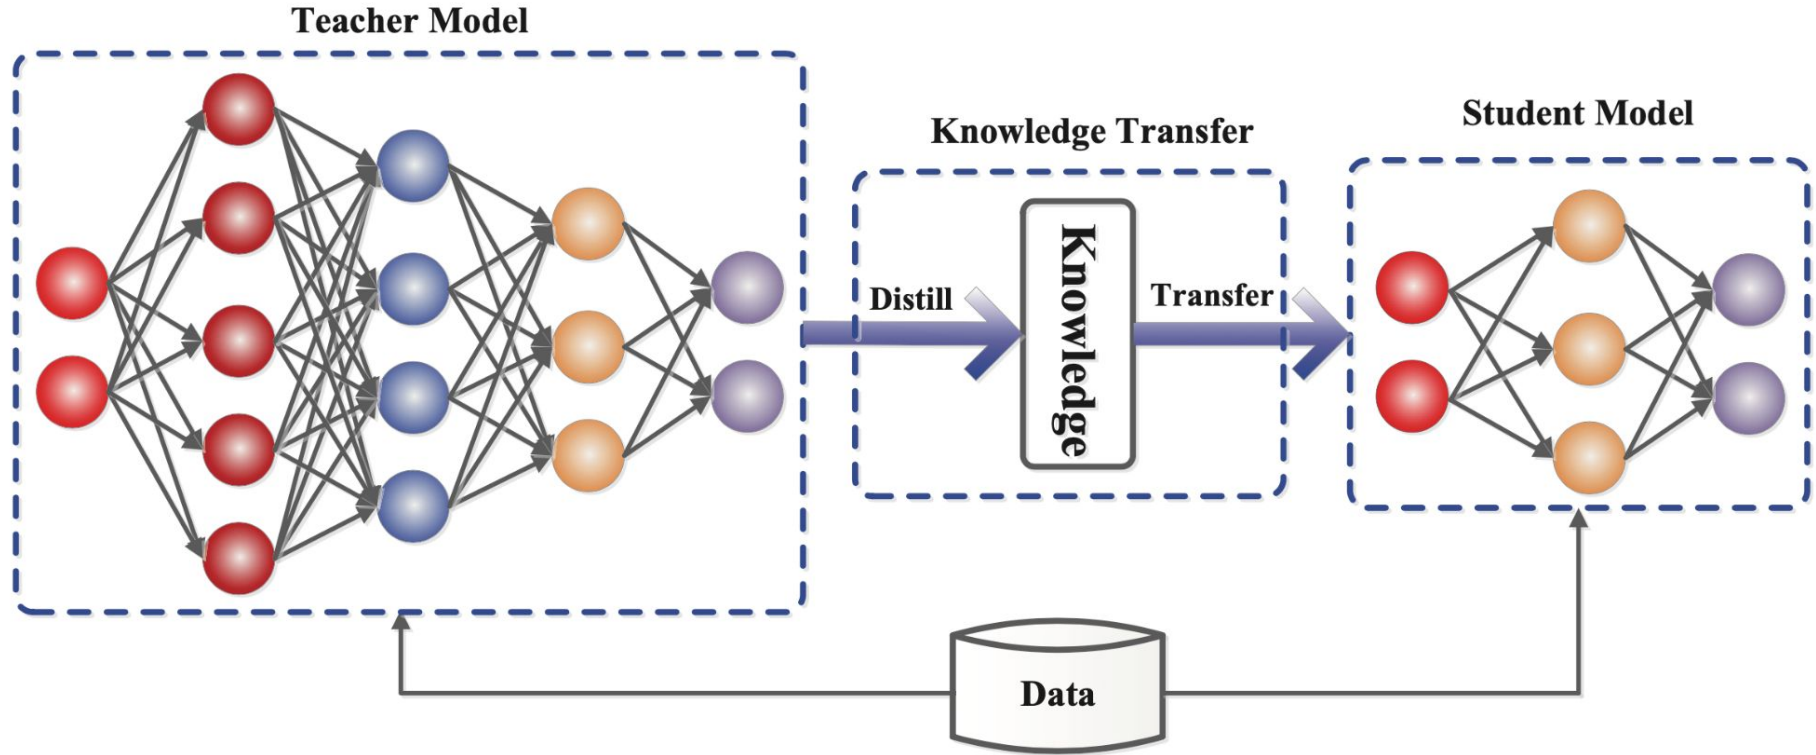 Teacher Model
Knowledge Transfer
Student Model
Distill
Knowledge
Transfer
Data